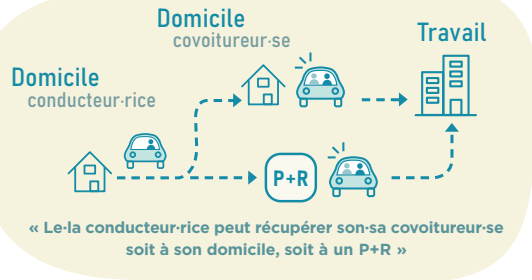 Domicile
covoitureur·se
Travail
Domicile
conducteur·rice
P+R
« Le·la conducteur·rice peut récupérer son·sa covoitureur·se
soit à son domicile, soit à un P+R »